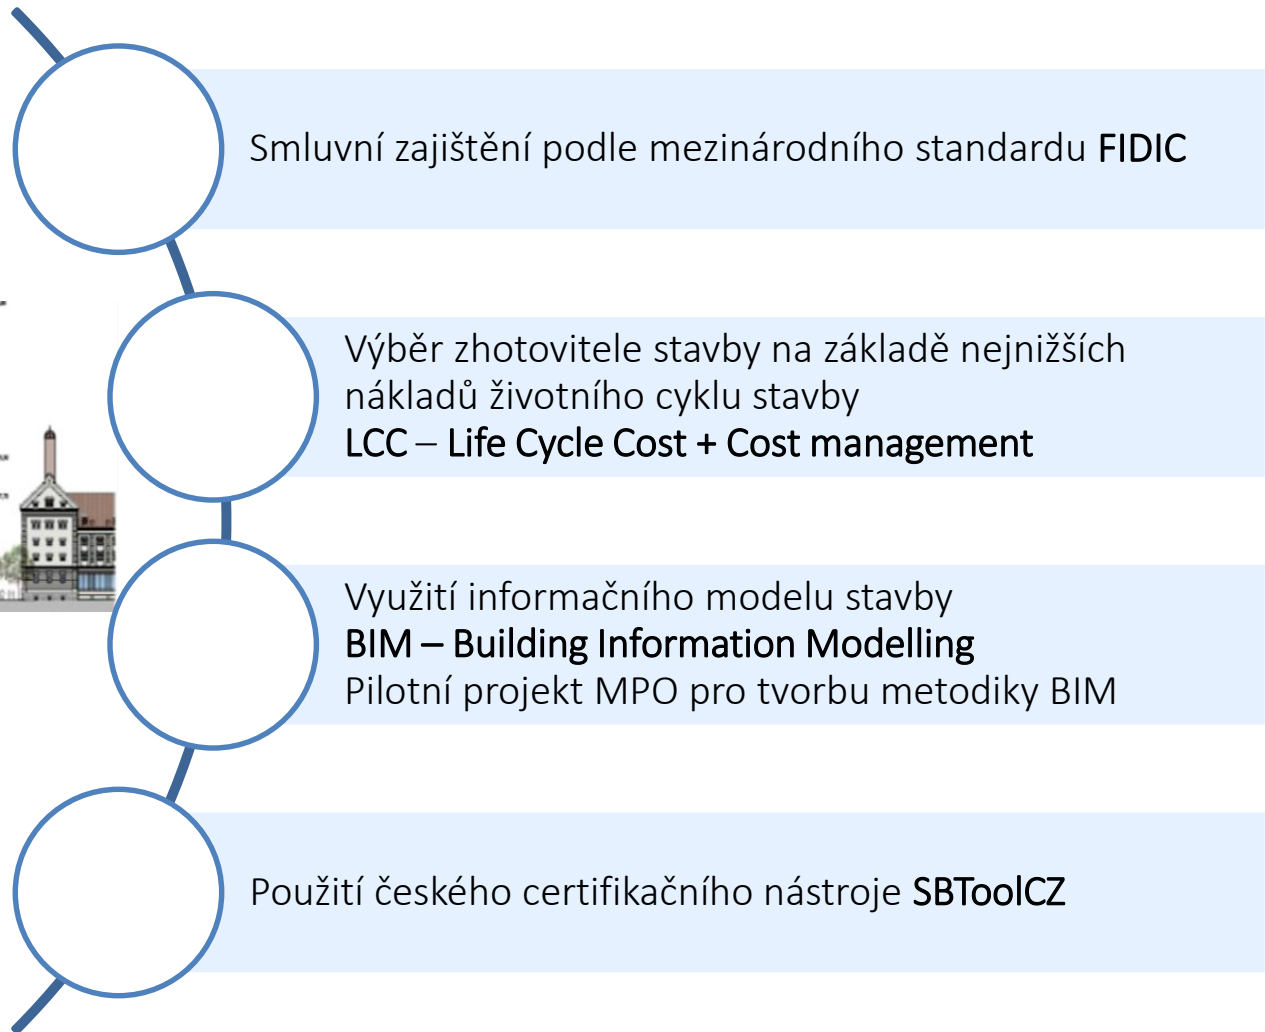 Smluvní zajištění podle mezinárodního standardu FIDIC
Výběr zhotovitele stavby na základě nejnižších
nákladů životního cyklu stavby
LCC – Life Cycle Cost + Cost management
Využití informačního modelu stavby
BIM – Building Information Modelling
Pilotní projekt MPO pro tvorbu metodiky BIM
Použití českého certifikačního nástroje SBToolCZ